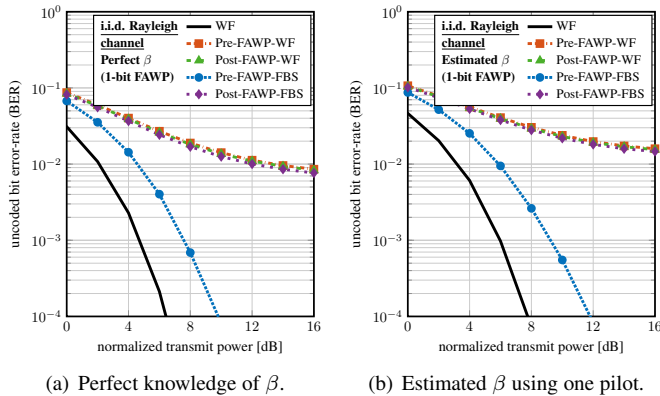 i.i.d. Rayleigh
channel
Perfect β
(1-bit FAWP)
WF
Pre-FAWP-WF
Post-FAWP-WF
Pre-FAWP-FBS
Post-FAWP-FBS
uncoded bit error-rate (BER)
10^0
10^−1
10^−2
10^−3
10^−4
0 4 8 12 16
normalized transmit power [dB]
(a) Perfect knowledge of β.
i.i.d. Rayleigh
channel
Estimated β
(1-bit FAWP)
WF
Pre-FAWP-WF
Post-FAWP-WF
Pre-FAWP-FBS
Post-FAWP-FBS
uncoded bit error-rate (BER)
10^0
10^−1
10^−2
10^−3
10^−4
0 4 8 12 16
normalized transmit power [dB]
(b) Estimated β using one pilot.